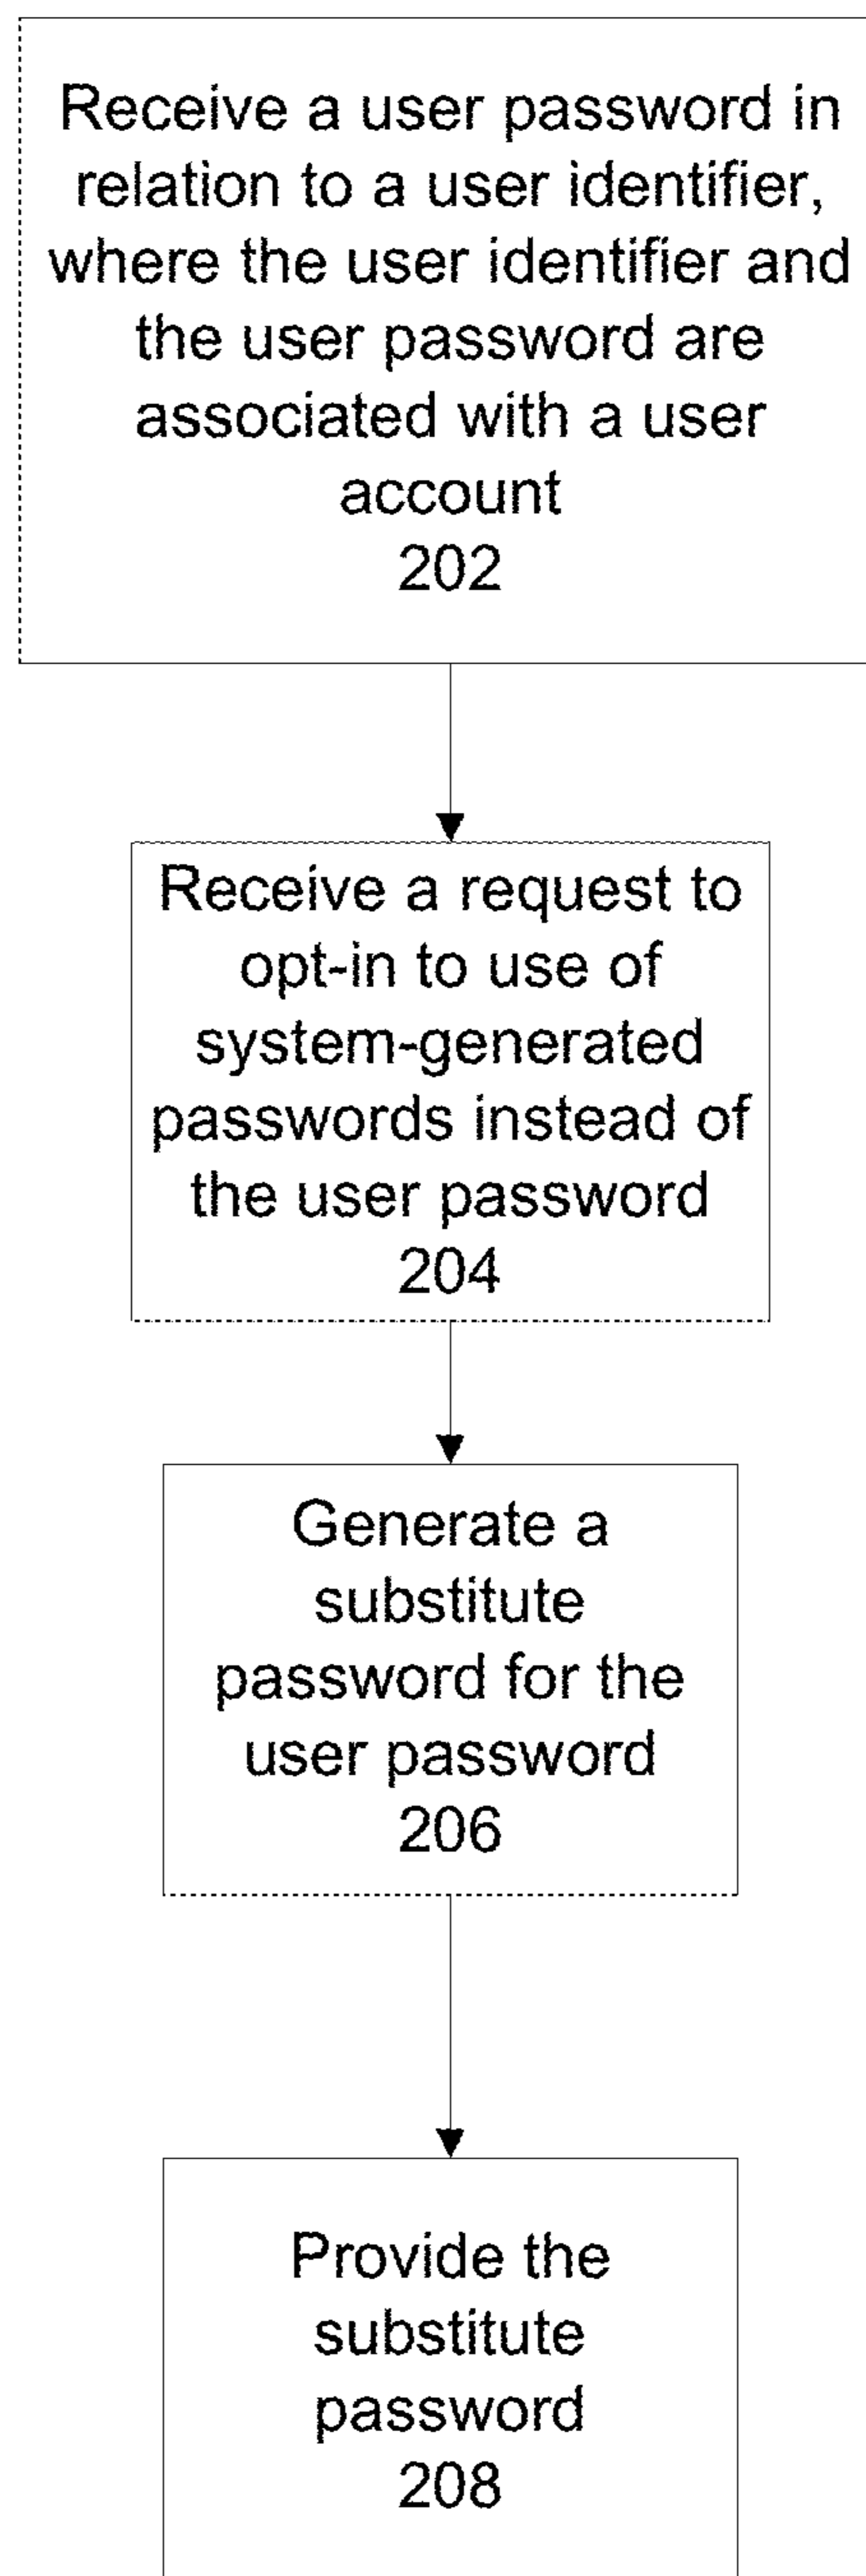 Receive a user password in
relation to a user identifier,
where the user identifier and
the user password are
associated with a user
account
202
Receive a request to
opt-in to use of
system-generated
passwords instead of
the user password
204
Generate a
substitute
password for the
user password
206
Provide the
substitute
password
208